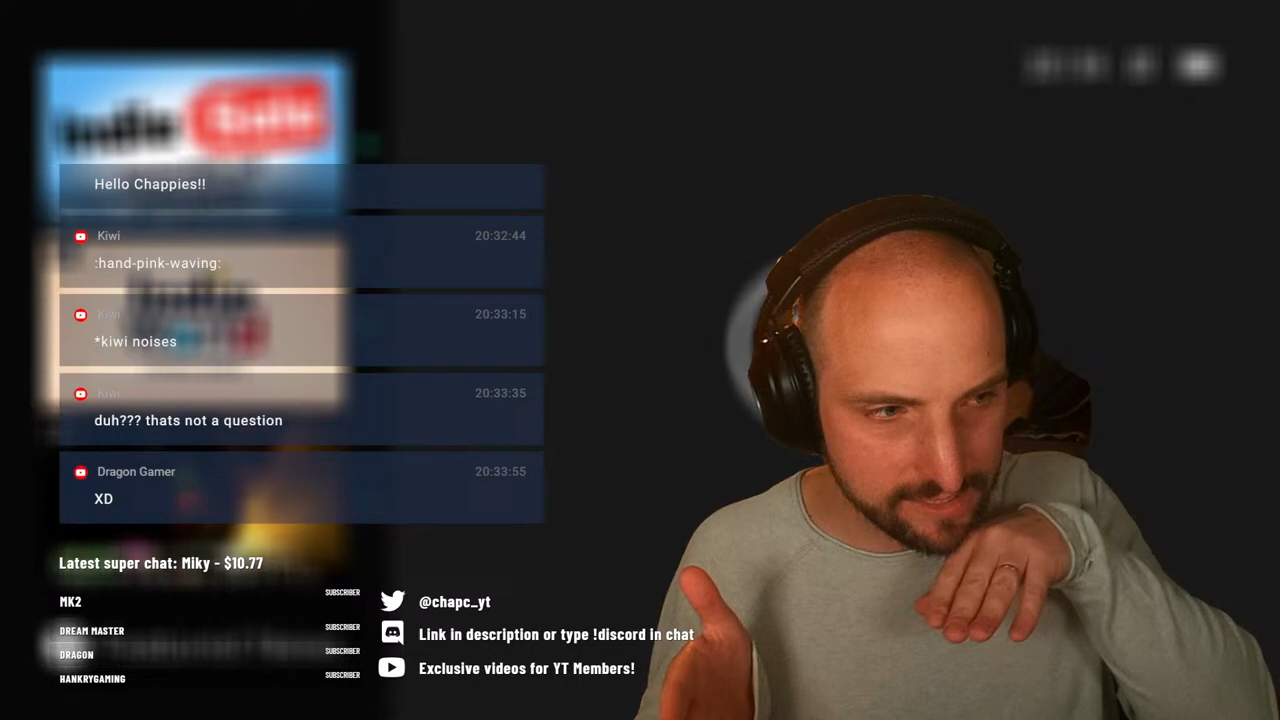 Hello Chappies!!
Kiwi 20:32:44
:hand-pink-waving:
Kiwi 20:33:15
*kiwi noises
Kiwi 20:33:35
duh??? thats not a question
Dragon Gamer 20:33:55
XD
Latest super chat: Miky - $10.77
MK2 SUBSCRIBER
DREAM MASTER SUBSCRIBER
DRAGON SUBSCRIBER
HANKRYGAMING SUBSCRIBER
@chapc_yt
Link in description or type !discord in chat
Exclusive videos for YT Members!